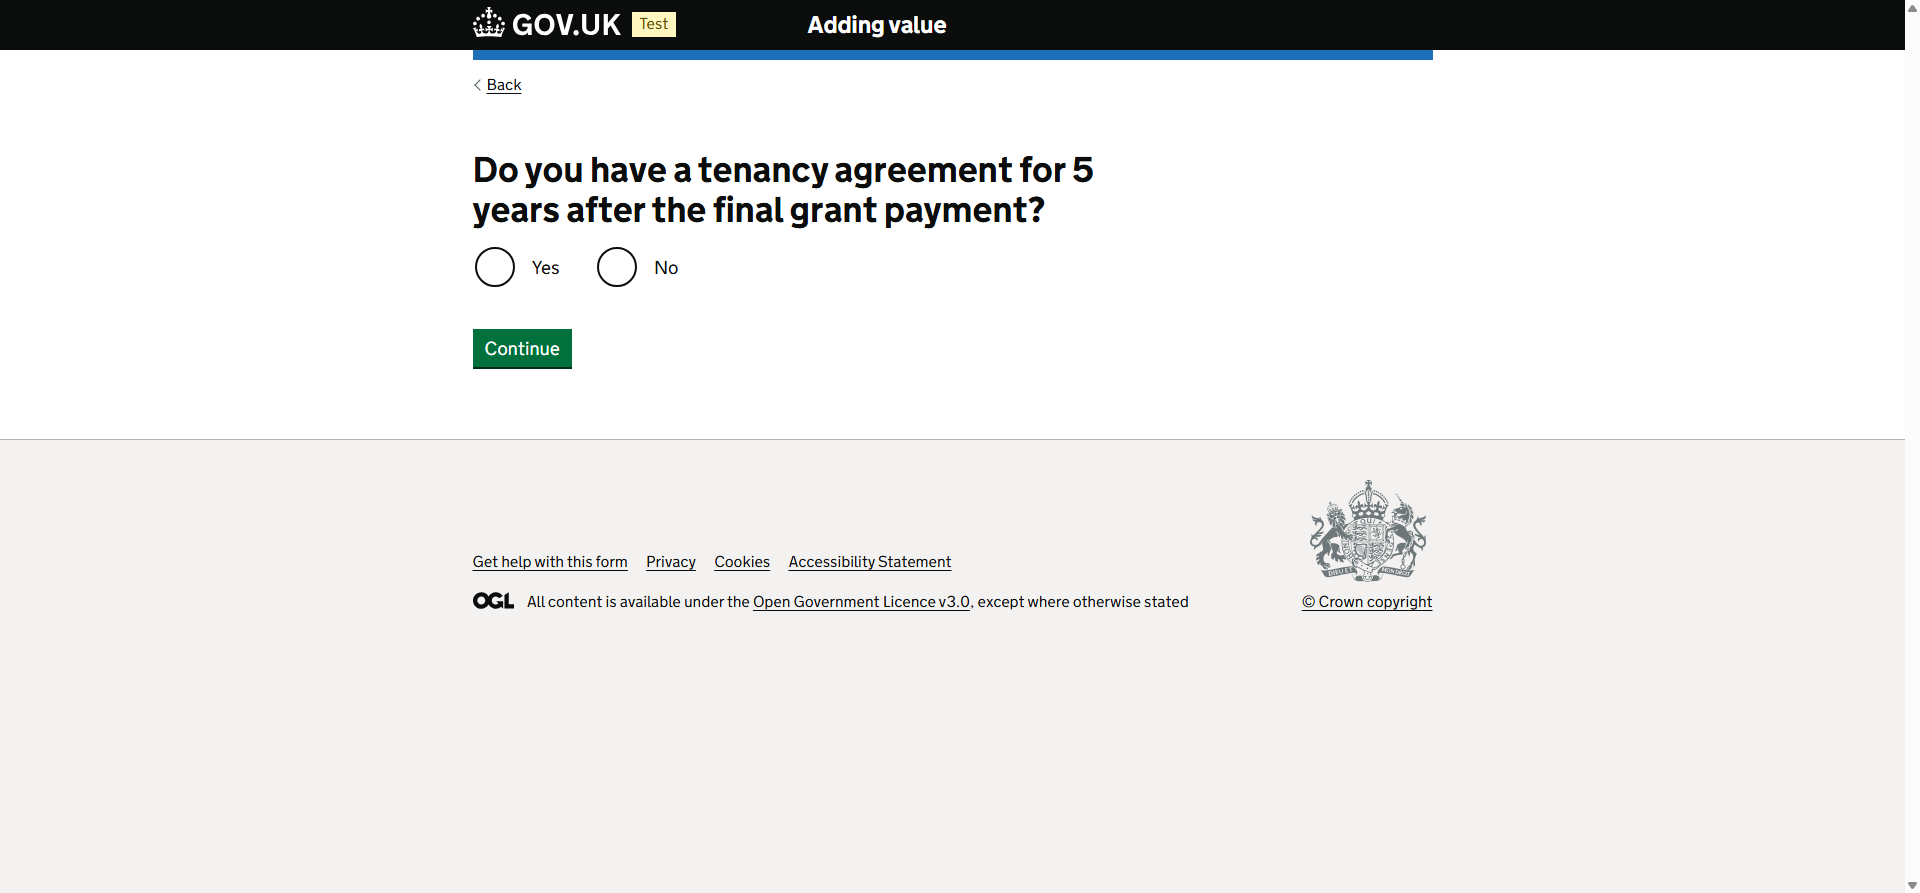 GOV.UK Test Adding value
Back
Do you have a tenancy agreement for 5
years after the final grant payment?
Yes No
Continue
Get help with this form Privacy Cookies Accessibility Statement
OGL All content is available under the Open Government Licence v3.0, except where otherwise stated
© Crown copyright